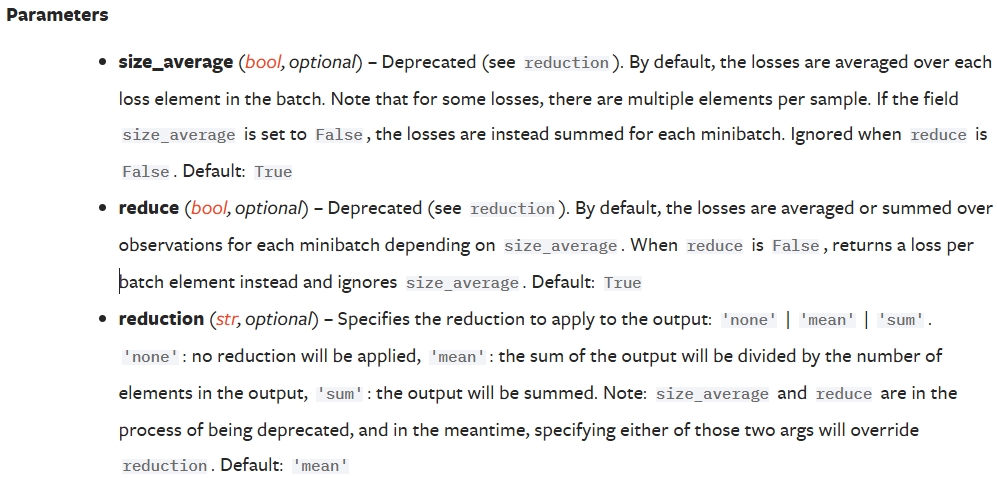 Parameters
• size_average (bool, optional) – Deprecated (see reduction). By default, the losses are averaged over each
loss element in the batch. Note that for some losses, there are multiple elements per sample. If the field
size_average is set to False, the losses are instead summed for each minibatch. Ignored when reduce is
False. Default: True
• reduce (bool, optional) – Deprecated (see reduction). By default, the losses are averaged or summed over
observations for each minibatch depending on size_average. When reduce is False, returns a loss per
batch element instead and ignores size_average. Default: True
• reduction (str, optional) – Specifies the reduction to apply to the output: 'none' | 'mean' | 'sum'.
'none': no reduction will be applied, 'mean': the sum of the output will be divided by the number of
elements in the output, 'sum': the output will be summed. Note: size_average and reduce are in the
process of being deprecated, and in the meantime, specifying either of those two args will override
reduction. Default: 'mean'